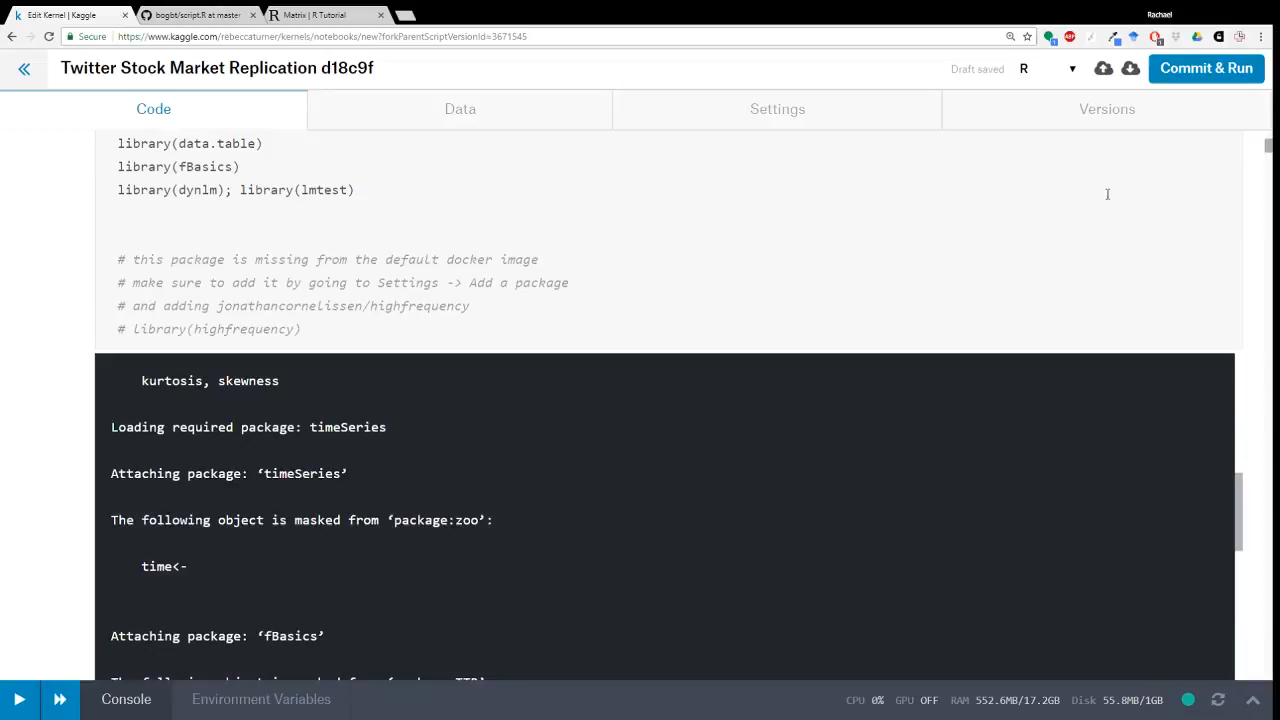 Edit Kernel | Kaggle
bogbt/script.R at master
Matrix | R Tutorial
Rachael
Secure
https://www.kaggle.com/rebeccaturner/kernels/notebooks/new?forkParentScriptVersionId=3671545
Twitter Stock Market Replication d18c9f
Draft saved
R
Commit & Run
Code
Data
Settings
Versions
library(data.table)
library(fBasics)
library(dynlm); library(lmtest)
# this package is missing from the default docker image
# make sure to add it by going to Settings -> Add a package
# and adding jonathancornelissen/highfrequency
# library(highfrequency)
kurtosis, skewness
Loading required package: timeSeries
Attaching package: ‘timeSeries’
The following object is masked from ‘package:zoo’:
time<-
Attaching package: ‘fBasics’
Console
Environment Variables
CPU 0% GPU OFF RAM 552.6MB/17.2GB Disk 55.8MB/1GB